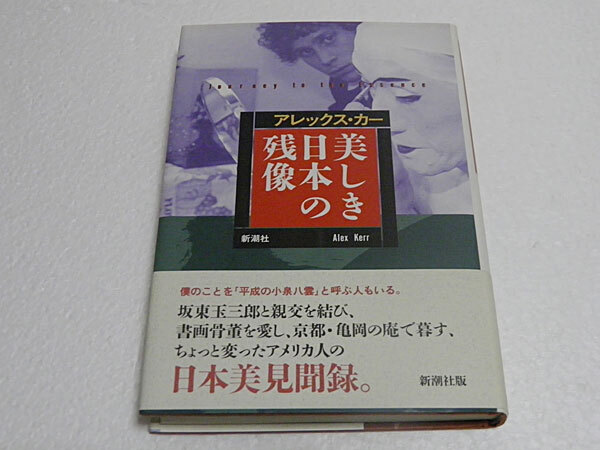 Journey to the Essence
アレックス・カー
美しき
日本の
残像
新潮社
Alex Kerr
僕のことを「平成の小泉八雲」と呼ぶ人もいる。
坂東玉三郎と親交を結び、
書画骨董を愛し、京都・亀岡の庵で暮す、
ちょっと変ったアメリカ人の
日本美見聞録。
新潮社版